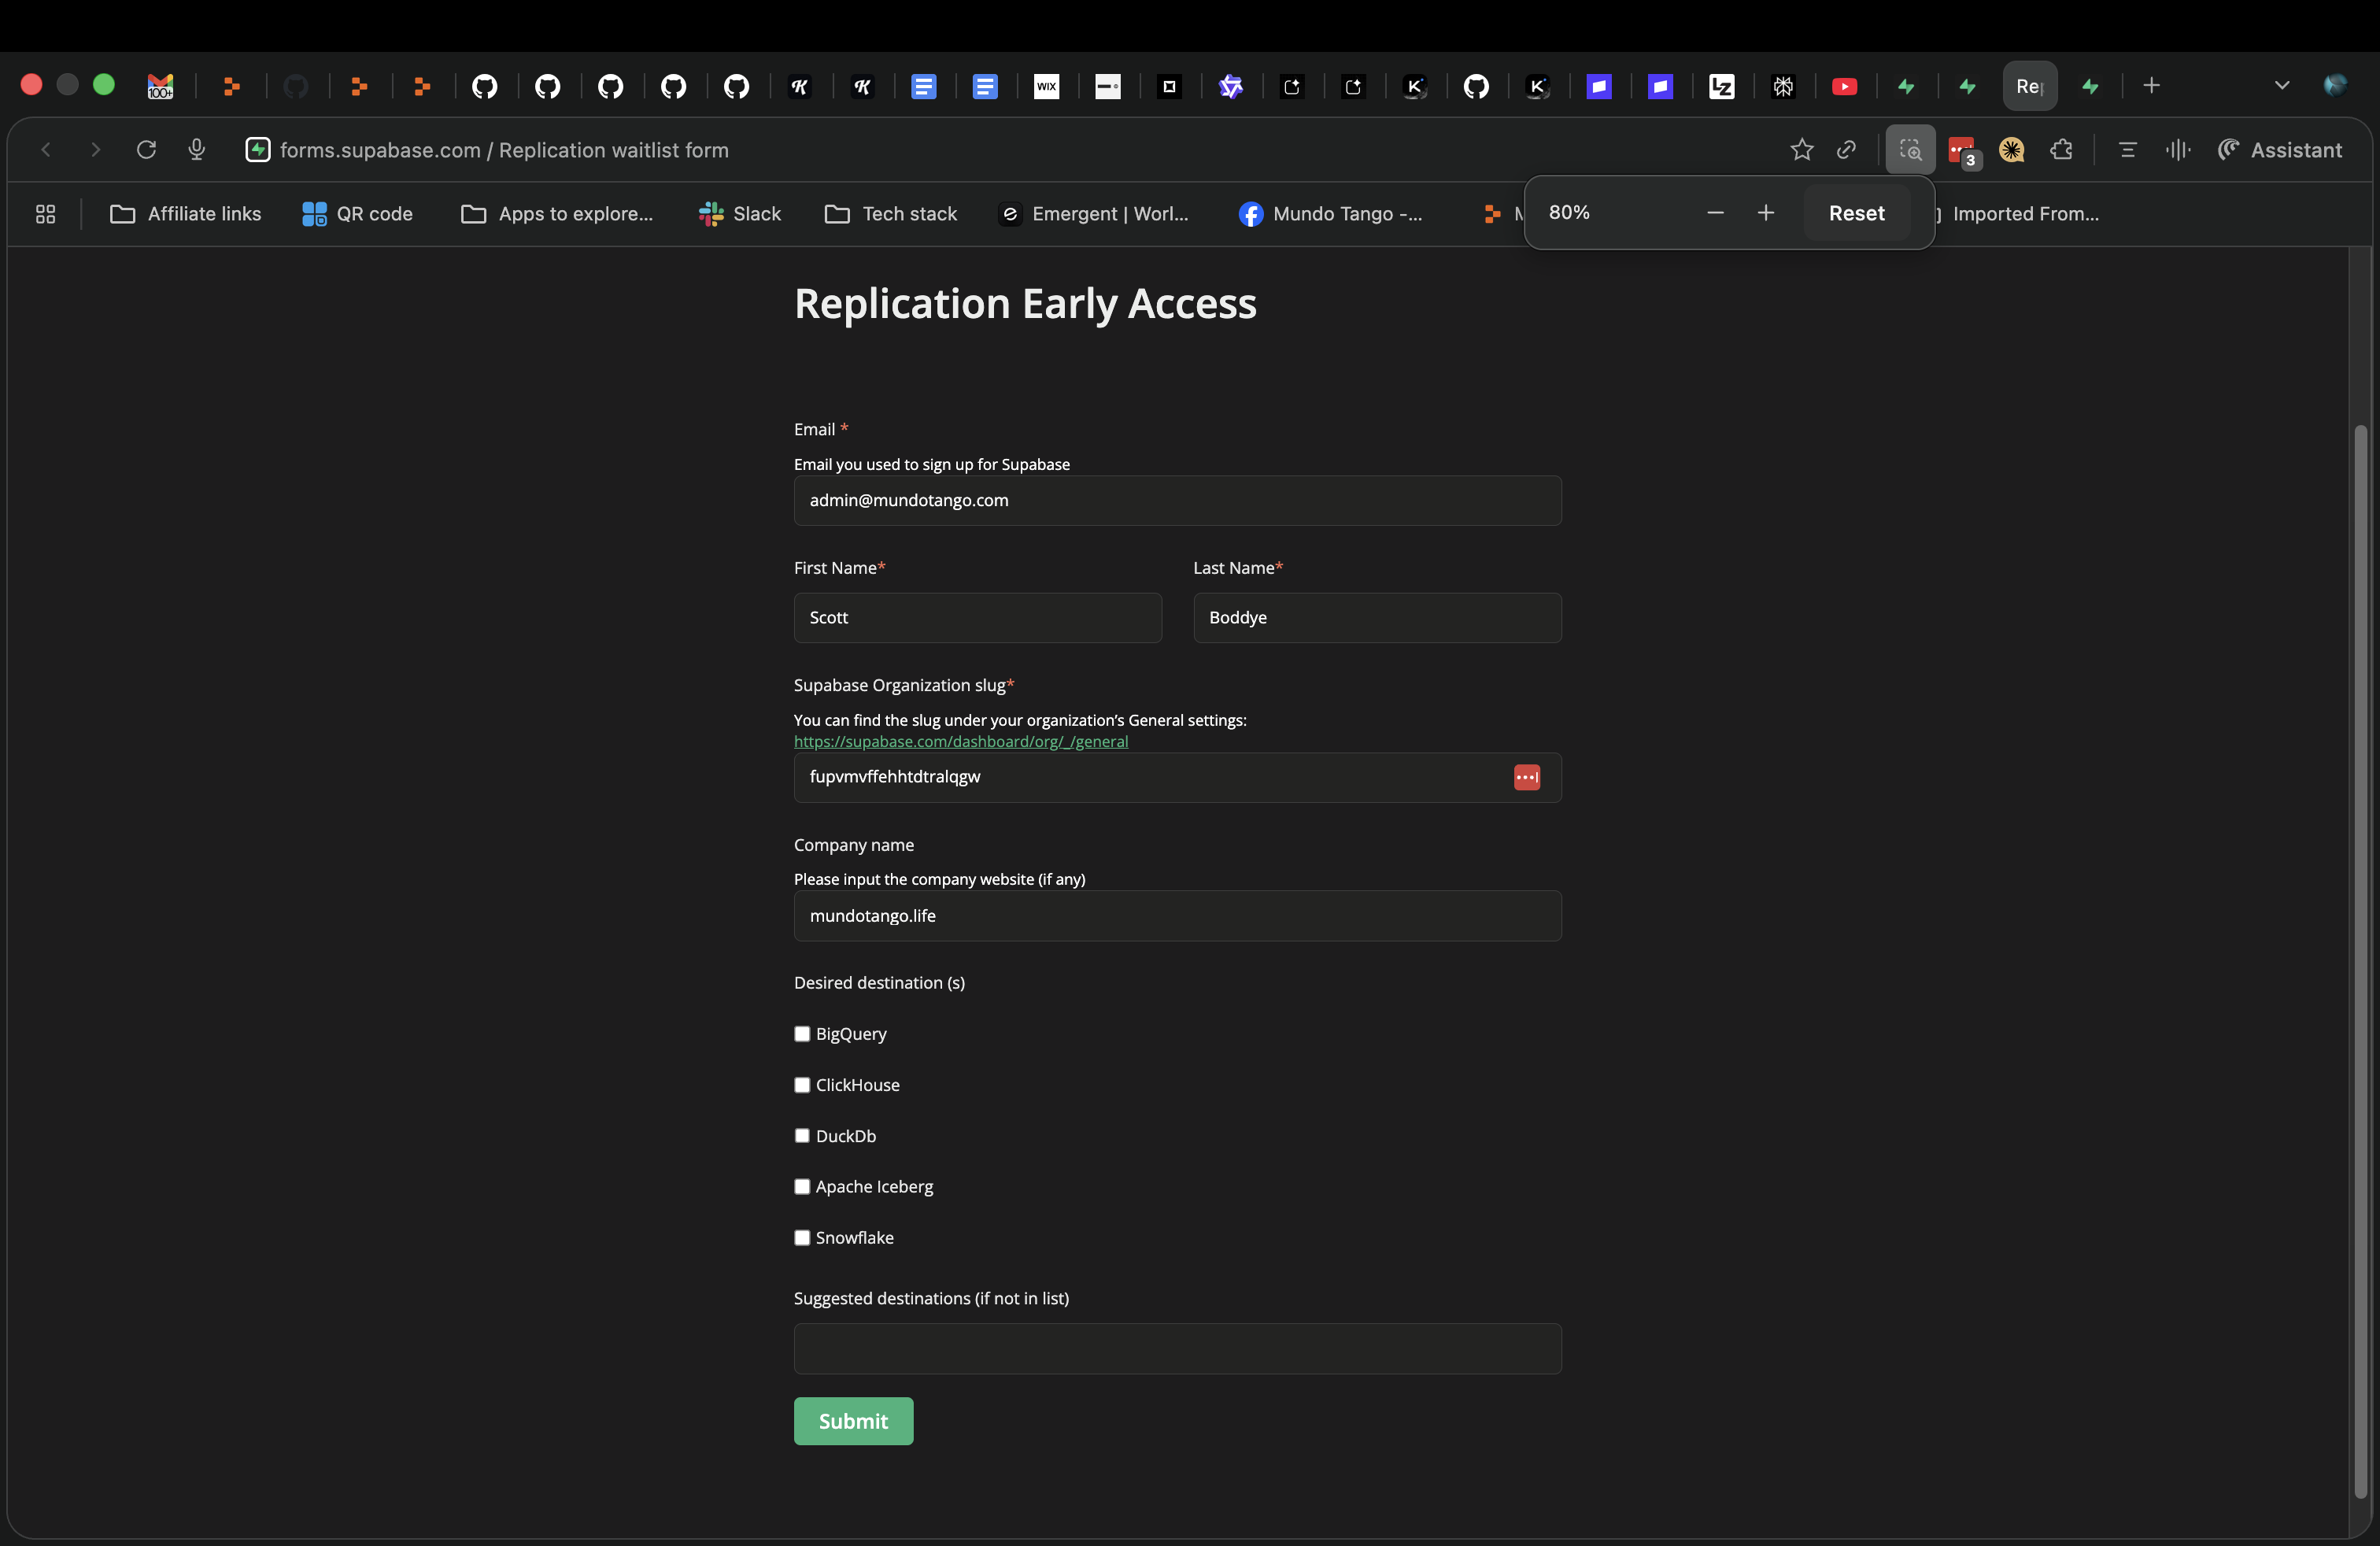 100+
WIX
Re
forms.supabase.com / Replication waitlist form
3
Assistant
Affiliate links
QR code
Apps to explore...
Slack
Tech stack
Emergent | Worl...
Mundo Tango -...
80%
Reset
Imported From...
Replication Early Access
Email *
Email you used to sign up for Supabase
admin@mundotango.com
First Name*
Last Name*
Scott
Boddye
Supabase Organization slug*
You can find the slug under your organization's General settings:
https://supabase.com/dashboard/org/_/general
fupvmvffehhtdtralqgw
Company name
Please input the company website (if any)
mundotango.life
Desired destination (s)
BigQuery
ClickHouse
DuckDb
Apache Iceberg
Snowflake
Suggested destinations (if not in list)
Submit